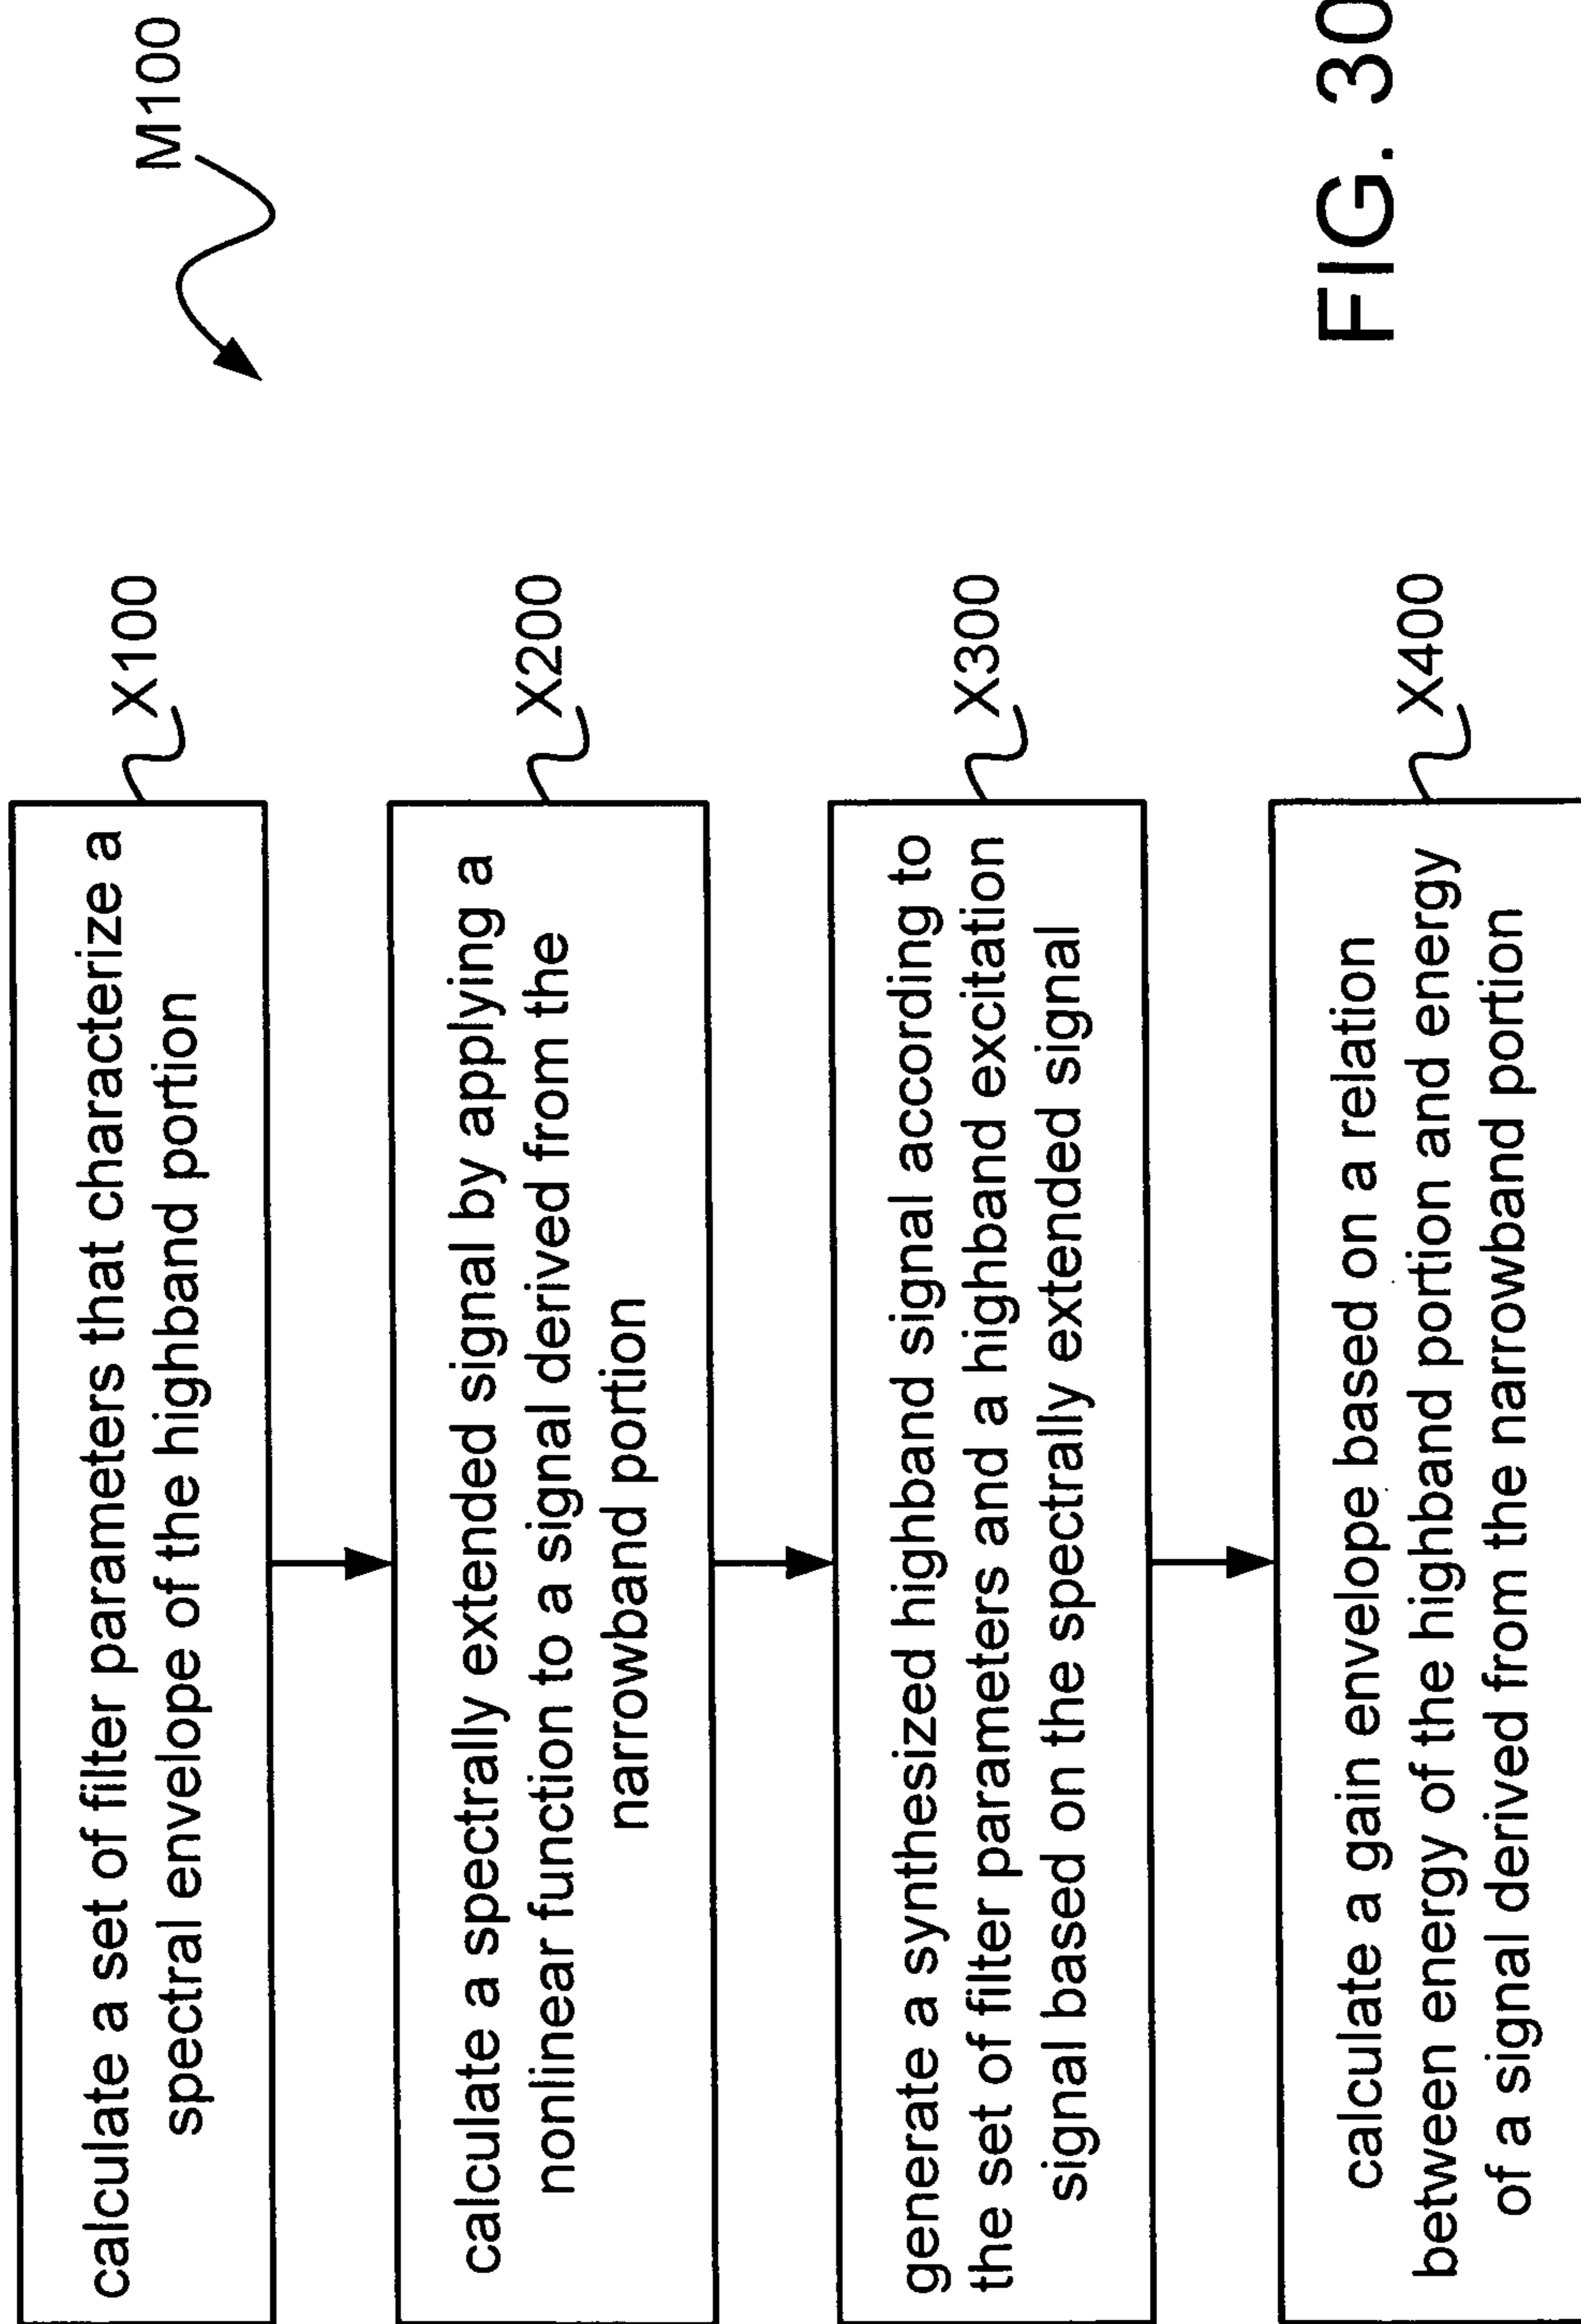 M100
calculate a set of filter parameters that characterize a
spectral envelope of the highband portion
X100
calculate a spectrally extended signal by applying a
nonlinear function to a signal derived from the
narrowband portion
X200
generate a synthesized highband signal according to
the set of filter parameters and a highband excitation
signal based on the spectrally extended signal
X300
calculate a gain envelope based on a relation
between energy of the highband portion and energy
of a signal derived from the narrowband portion
X400
FIG. 30